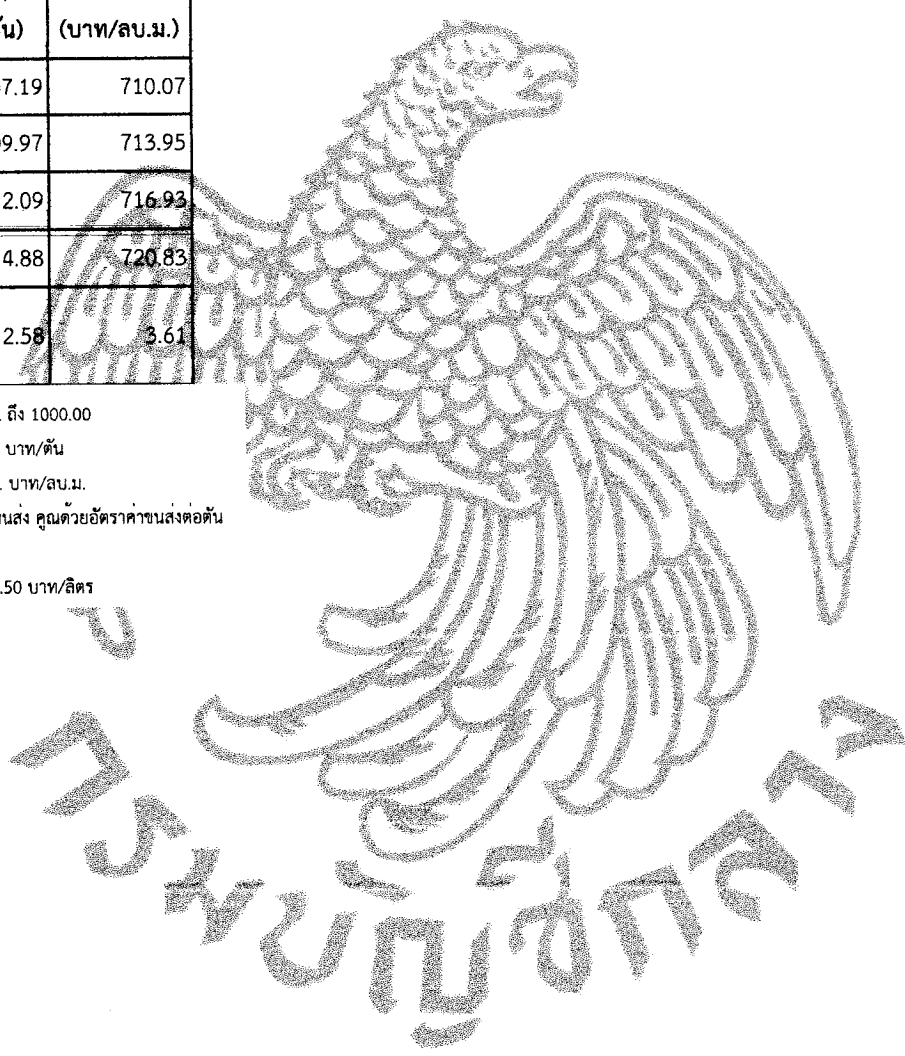 ัน) (บาท/ลบ.ม.)
7.19 710.07
9.97 713.95
2.09 716.93
4.88 720.83
2.58 3.61
ถึง 1000.00
บาท/ตัน
บาท/ลบ.ม.
นส่ง คูณด้วยอัตราค่าขนส่งต่อตัน
.50 บาท/ลิตร
กรมบัญชีกลาง